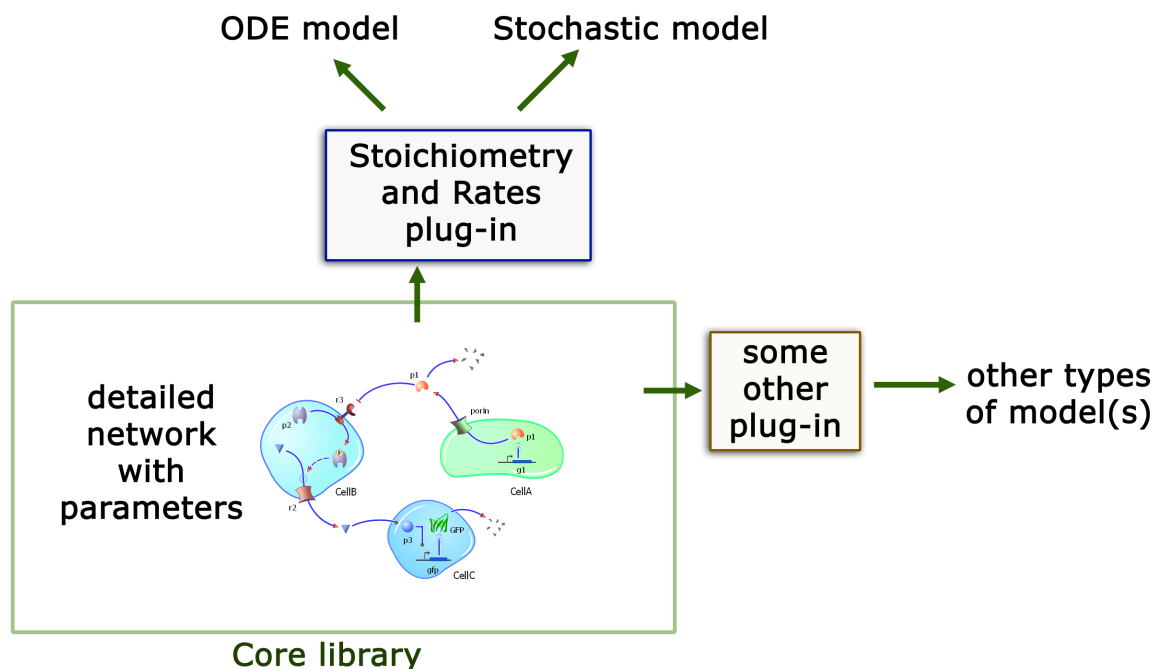 ODE model
Stochastic model
Stoichiometry
and Rates
plug-in
detailed
network
with
parameters
p1
r3
p2
P
CellB
r2
porin
p1
g1
CellA
p3
GFP
gfp
CellC
some
other
plug-in
other types
of model(s)
Core library